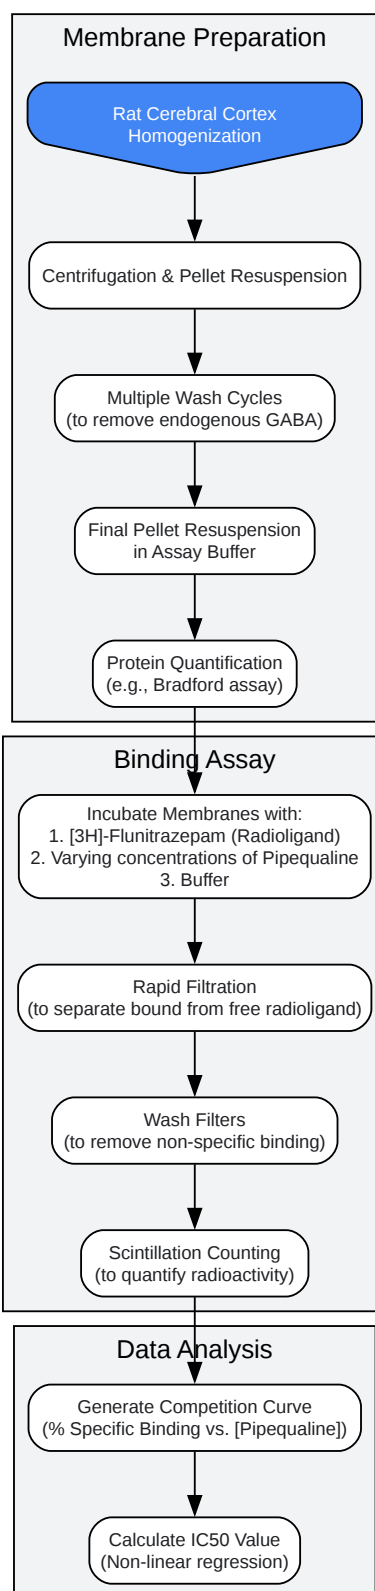 Membrane Preparation
Rat Cerebral Cortex
Homogenization
Centrifugation & Pellet Resuspension
Multiple Wash Cycles
(to remove endogenous GABA)
Final Pellet Resuspension
in Assay Buffer
Protein Quantification
(e.g., Bradford assay)
Binding Assay
Incubate Membranes with:
1. [3H]-Flunitrazepam (Radioligand)
2. Varying concentrations of Pipequaline
3. Buffer
Rapid Filtration
(to separate bound from free radioligand)
Wash Filters
(to remove non-specific binding)
Scintillation Counting
(to quantify radioactivity)
Data Analysis
Generate Competition Curve
(% Specific Binding vs. [Pipequaline])
Calculate IC50 Value
(Non-linear regression)